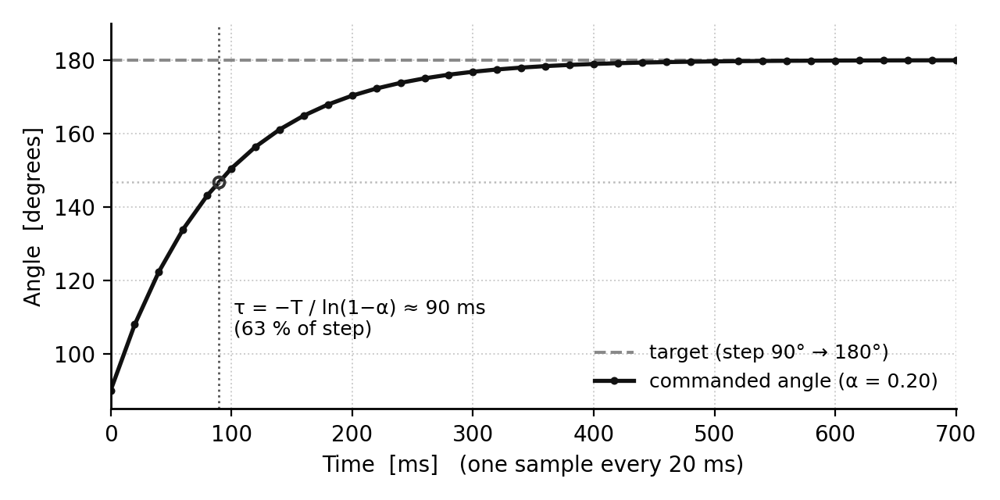 180
160
140
120
100
Angle [degrees]
τ = −T / ln(1−α) ≈ 90 ms
(63 % of step)
target (step 90° → 180°)
commanded angle (α = 0.20)
0 100 200 300 400 500 600 700
Time [ms] (one sample every 20 ms)